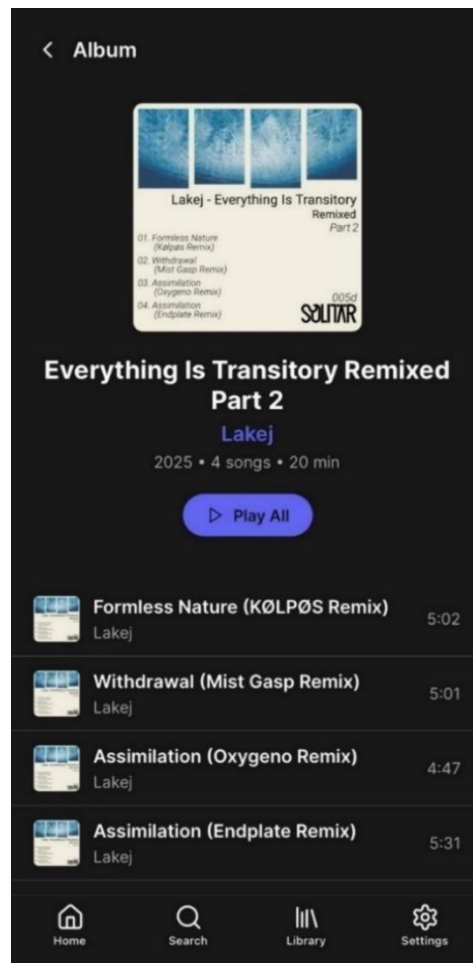 Album
Lakej - Everything Is Transitory
Remixed
Part 2
01. Formless Nature
(Kølpøs Remix)
02. Withdrawal
(Mist Gasp Remix)
03. Assimilation
(Oxygeno Remix)
04. Assimilation
(Endplate Remix)
005d
SOLITAR
Everything Is Transitory Remixed
Part 2
Lakej
2025 • 4 songs • 20 min
Play All
Formless Nature (KØLPØS Remix)
Lakej
5:02
Withdrawal (Mist Gasp Remix)
Lakej
5:01
Assimilation (Oxygeno Remix)
Lakej
4:47
Assimilation (Endplate Remix)
Lakej
5:31
Home Search Library Settings